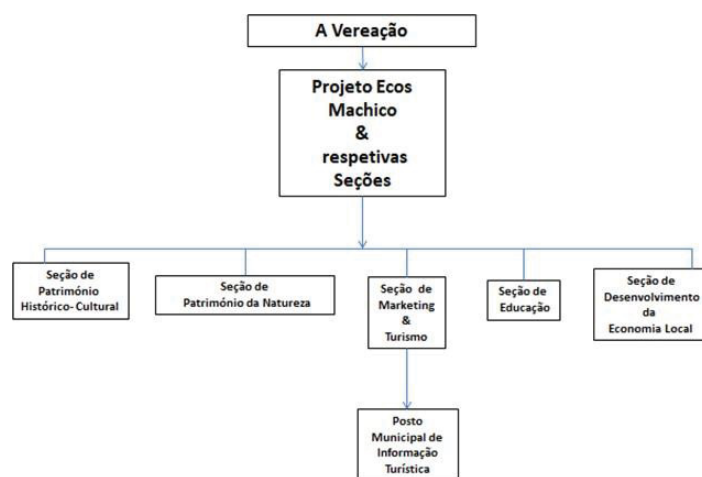 A Vereação
Projeto Ecos
Machico
&
respetivas
Seções
Seção de
Património
Histórico- Cultural
Seção de
Património da Natureza
Seção de
Marketing
&
Turismo
Seção de
Educação
Seção de
Desenvolvimento
da
Economia Local
Posto
Municipal de
Informação
Turística